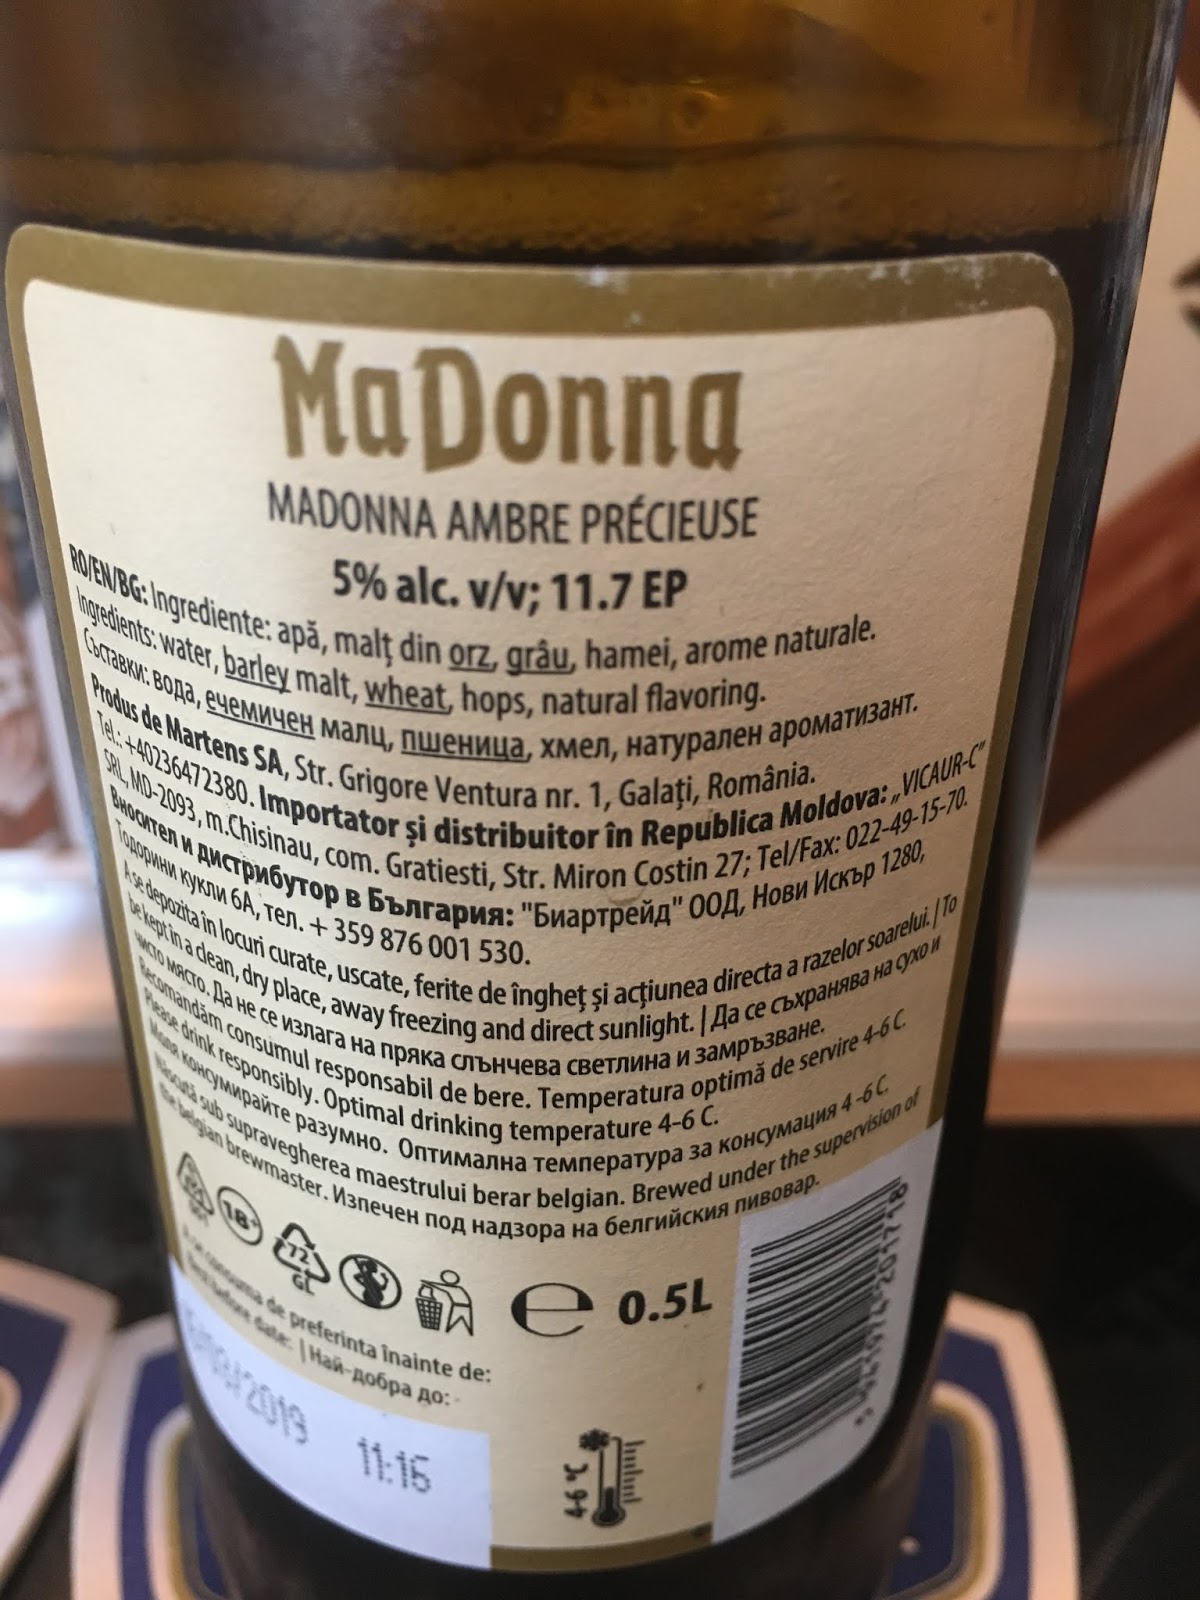 MaDonna
MADONNA AMBRE PRÉCIEUSE
5% alc. v/v; 11.7 EP
RO/EN/BG: Ingrediente: apă, malț din orz, grâu, hamei, arome naturale.
Ingredients: water, barley malt, wheat, hops, natural flavoring.
Съставки: вода, ечемичен малц, пшеница, хмел, натурален ароматизант.
Produs de Martens SA, Str. Grigore Ventura nr. 1, Galați, România.
Tel.: +40236472380. Importator și distribuitor în Republica Moldova: „VICAUR-C”
SRL, MD-2093, m.Chisinau, com. Gratiesti, Str. Miron Costin 27; Tel/Fax: 022-49-15-70.
Вносител и дистрибутор в България: "Биартрейд" ООД, Нови Искър 1280,
Тодорини кукли 6А, тел. + 359 876 001 530.
A se depozita în locuri curate, uscate, ferite de îngheț și acțiunea directa a razelor soarelui. | To
be kept in a clean, dry place, away freezing and direct sunlight. | Да се съхранява на сухо и
чисто място. Да не се излага на пряка слънчева светлина и замръзване.
Recomandăm consumul responsabil de bere. Temperatura optimă de servire 4-6 C.
Please drink responsibly. Optimal drinking temperature 4-6 C.
Моля консумирайте разумно. Оптимална температура за консумация 4 -6 C.
Născută sub supravegherea maestrului berar belgian. Brewed under the supervision of
the belgian brewmaster. Изпечен под надзора на белгийския пивовар.
18+
72
GL
e 0.5L
A se consuma de preferinta înainte de:
Best before date: | Най-добра до:
2019 11:16
4-6 °C
5941974201718